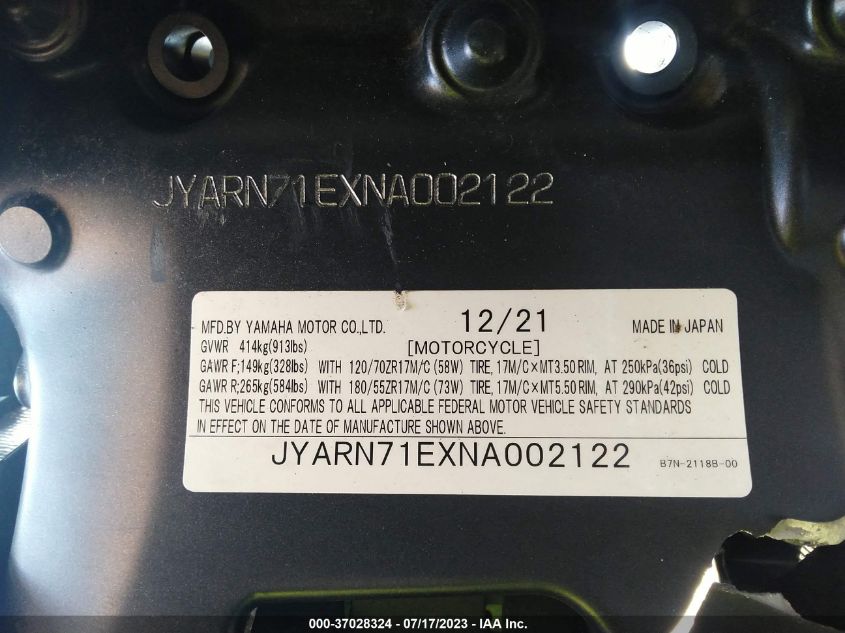 JYARN71EXNA002122
MFD.BY YAMAHA MOTOR CO.,LTD. 12/21 MADE IN JAPAN
GVWR 414kg(913lbs) [MOTORCYCLE]
GAWR F;149kg(328lbs) WITH 120/70ZR17M/C (58W) TIRE, 17M/C×MT3.50 RIM, AT 250kPa(36psi) COLD
GAWR R;265kg(584lbs) WITH 180/55ZR17M/C (73W) TIRE, 17M/C×MT5.50 RIM, AT 290kPa(42psi) COLD
THIS VEHICLE CONFORMS TO ALL APPLICABLE FEDERAL MOTOR VEHICLE SAFETY STANDARDS
IN EFFECT ON THE DATE OF MANUFACTURE SHOWN ABOVE.
JYARN71EXNA002122 B7N-2118B-00
000-37028324 - 07/17/2023 - IAA Inc.